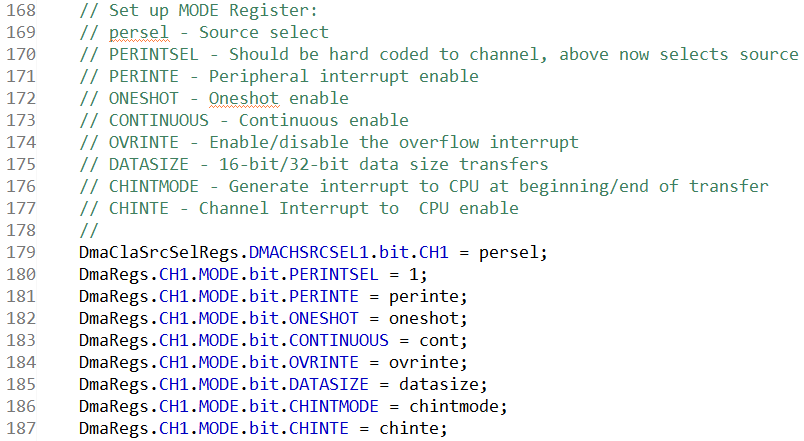 168 // Set up MODE Register:
169 // persel - Source select
170 // PERINTSEL - Should be hard coded to channel, above now selects source
171 // PERINTE - Peripheral interrupt enable
172 // ONESHOT - Oneshot enable
173 // CONTINUOUS - Continuous enable
174 // OVRINTE - Enable/disable the overflow interrupt
175 // DATASIZE - 16-bit/32-bit data size transfers
176 // CHINTMODE - Generate interrupt to CPU at beginning/end of transfer
177 // CHINTE - Channel Interrupt to  CPU enable
178 //
179 DmaClaSrcSelRegs.DMACHSRCSEL1.bit.CH1 = persel;
180 DmaRegs.CH1.MODE.bit.PERINTSEL = 1;
181 DmaRegs.CH1.MODE.bit.PERINTE = perinte;
182 DmaRegs.CH1.MODE.bit.ONESHOT = oneshot;
183 DmaRegs.CH1.MODE.bit.CONTINUOUS = cont;
184 DmaRegs.CH1.MODE.bit.OVRINTE = ovrinte;
185 DmaRegs.CH1.MODE.bit.DATASIZE = datasize;
186 DmaRegs.CH1.MODE.bit.CHINTMODE = chintmode;
187 DmaRegs.CH1.MODE.bit.CHINTE = chinte;